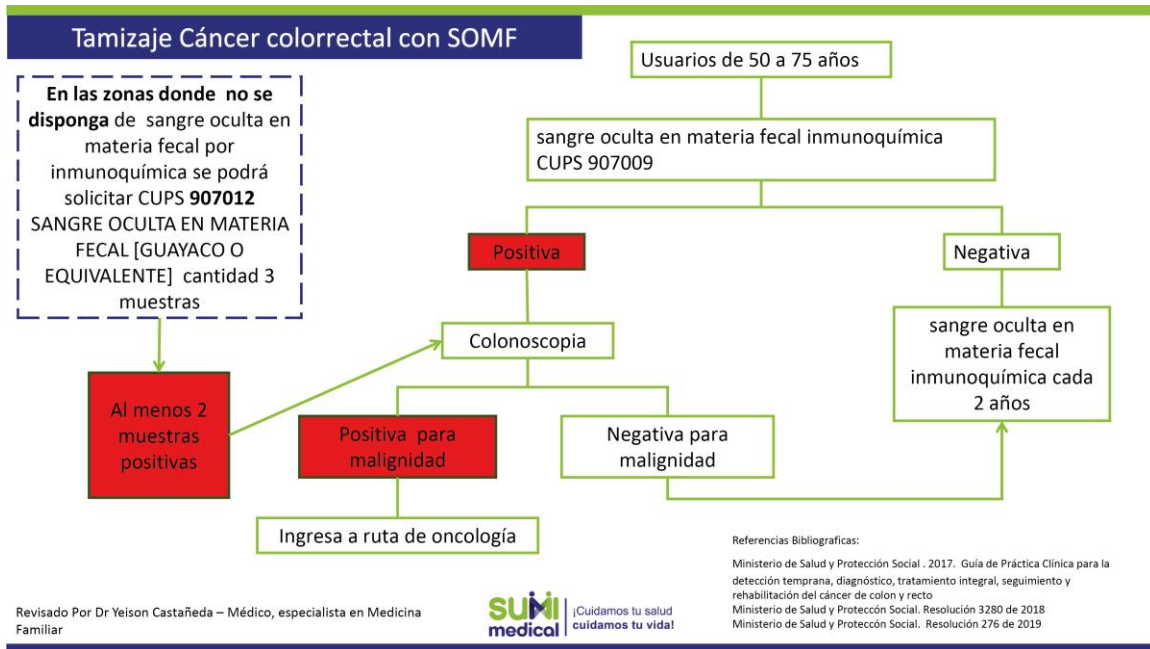 Tamizaje Cáncer colorrectal con SOMF
En las zonas donde no se
disponga de sangre oculta en
materia fecal por
inmunoquímica se podrá
solicitar CUPS 907012
SANGRE OCULTA EN MATERIA
FECAL [GUAYACO O
EQUIVALENTE] cantidad 3
muestras
Al menos 2
muestras
positivas
Usuarios de 50 a 75 años
sangre oculta en materia fecal inmunoquímica
CUPS 907009
Positiva
Negativa
Colonoscopia
sangre oculta en
materia fecal
inmunoquímica cada
2 años
Positiva para
malignidad
Negativa para
malignidad
Ingresa a ruta de oncología
Referencias Bibliograficas:
Ministerio de Salud y Protección Social . 2017. Guía de Práctica Clínica para la
detección temprana, diagnóstico, tratamiento integral, seguimiento y
rehabilitación del cáncer de colon y recto
Ministerio de Salud y Proteccón Social. Resolución 3280 de 2018
Ministerio de Salud y Proteccón Social. Resolución 276 de 2019
Revisado Por Dr Yeison Castañeda – Médico, especialista en Medicina
Familiar
SUMI
medical
¡Cuidamos tu salud
cuidamos tu vida!